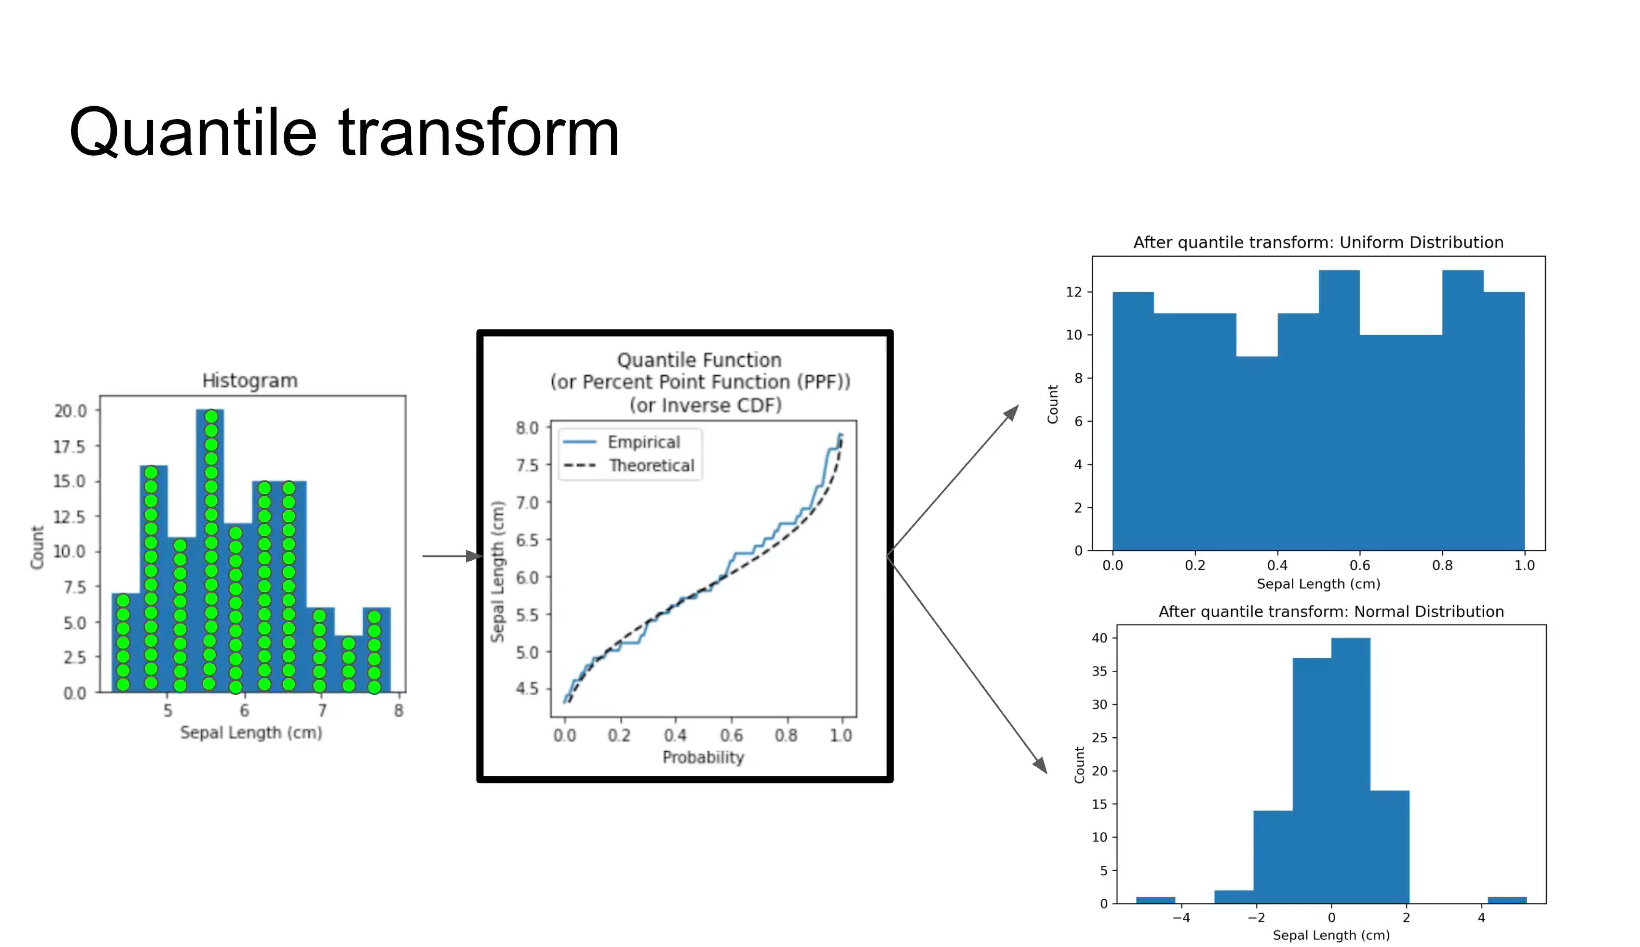 Quantile transform
Histogram
20.0
17.5
15.0
12.5
10.0
7.5
5.0
2.5
0.0
Count
5 6 7 8
Sepal Length (cm)
Quantile Function
(or Percent Point Function (PPF))
(or Inverse CDF)
Empirical
Theoretical
8.0
7.5
7.0
6.5
6.0
5.5
5.0
4.5
Sepal Length (cm)
0.0 0.2 0.4 0.6 0.8 1.0
Probability
After quantile transform: Uniform Distribution
12
10
8
6
4
2
0
Count
0.0 0.2 0.4 0.6 0.8 1.0
Sepal Length (cm)
After quantile transform: Normal Distribution
40
35
30
25
20
15
10
5
0
Count
−4 −2 0 2 4
Sepal Length (cm)